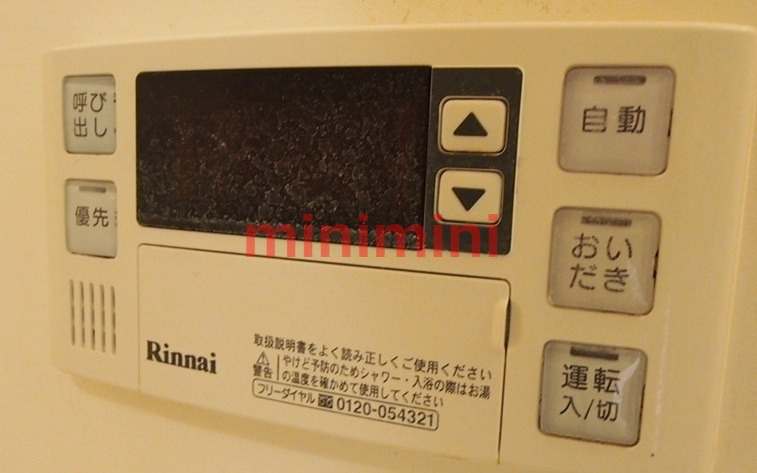 呼び
出し
優先
自動
おい
だき
運転
入/切
minimini
Rinnai
取扱説明書をよく読み正しくご使用ください
警告
やけど予防のためシャワー・入浴の際はお湯
の温度を確かめて使用してください
フリーダイヤル 0120-054321